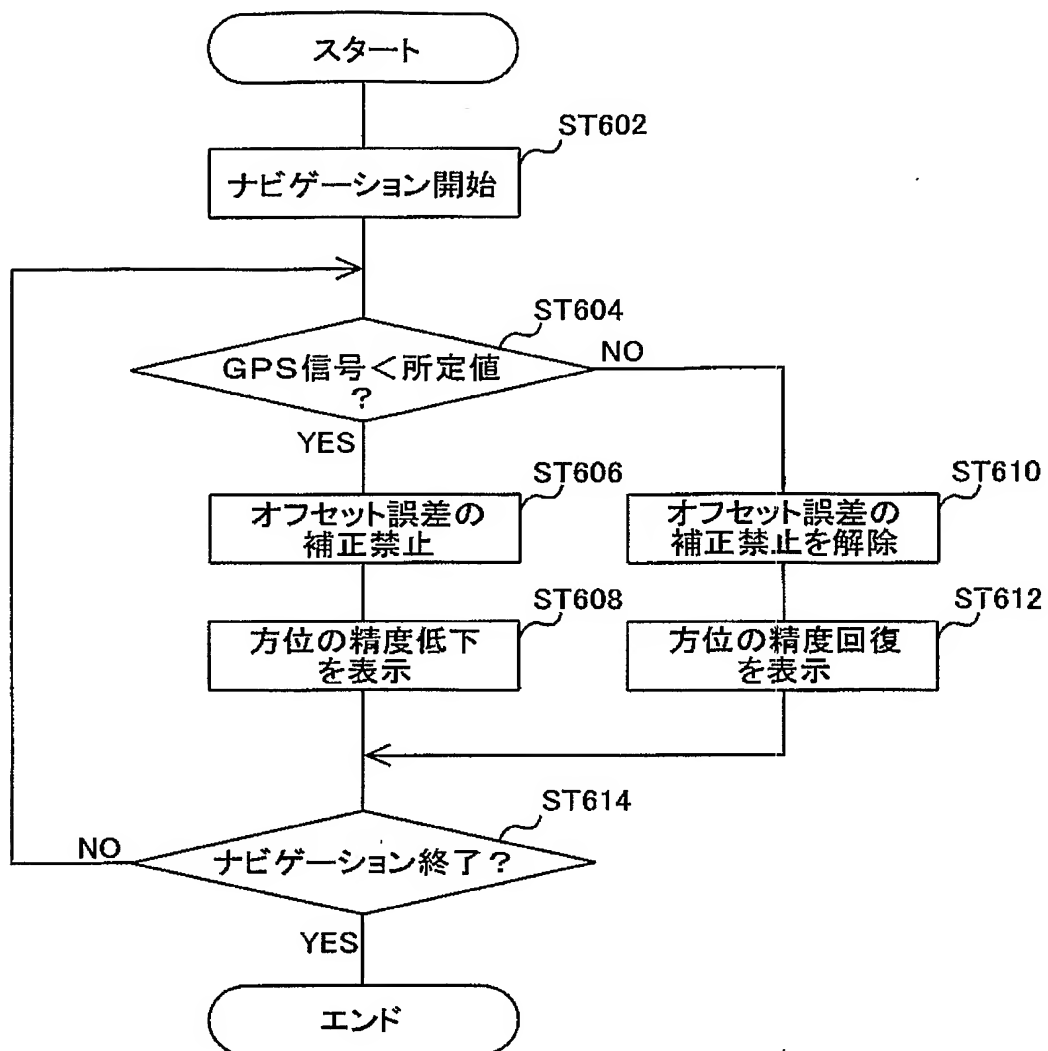 スタート
ST602
ナビゲーション開始
ST604
GPS信号<所定値
?
NO
YES
ST606
オフセット誤差の
補正禁止
ST610
オフセット誤差の
補正禁止を解除
ST608
方位の精度低下
を表示
ST612
方位の精度回復
を表示
ST614
ナビゲーション終了?
NO
YES
エンド